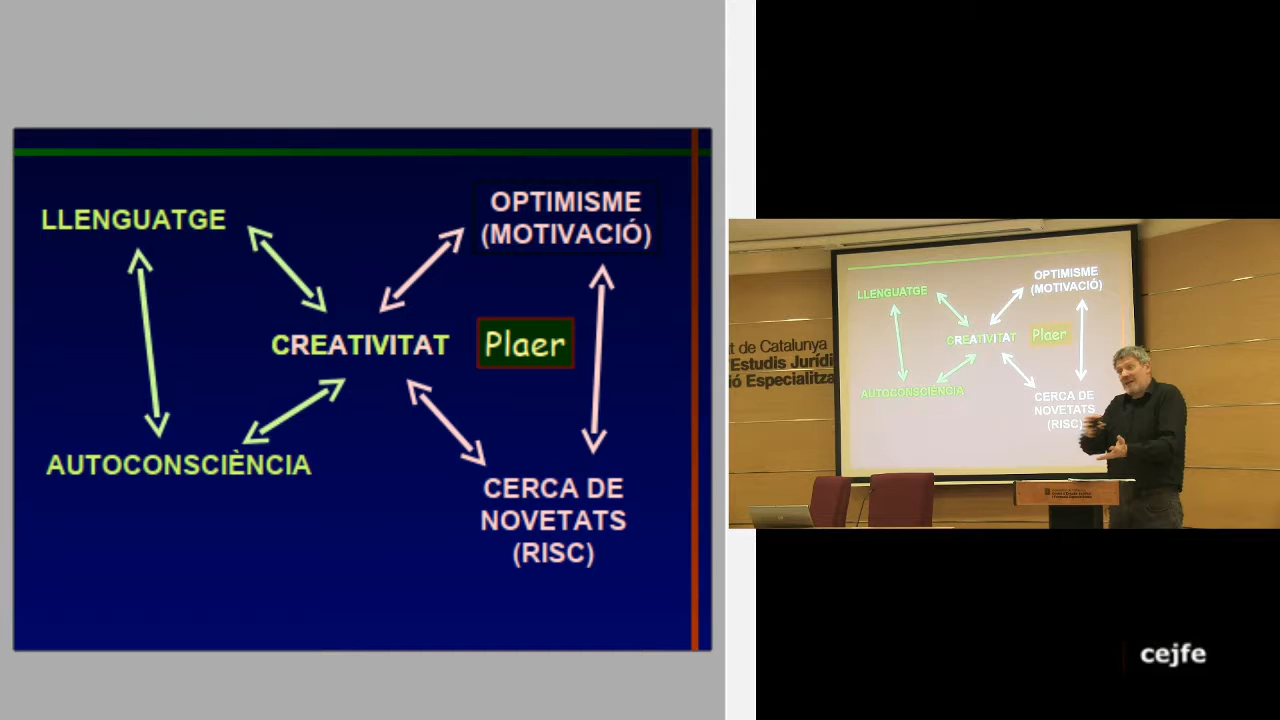 LLENGUATGE
OPTIMISME
(MOTIVACIÓ)
CREATIVITAT
Plaer
AUTOCONSCIÈNCIA
CERCA DE
NOVETATS
(RISC)
t de Catalunya
'Estudis Jurídi
ió Especialitza
LLENGUATGE
OPTIMISME
(MOTIVACIÓ)
CREATIVITAT
Plaer
AUTOCONSCIÈNCIA
CERCA DE
NOVETATS
(RISC)
cejfe